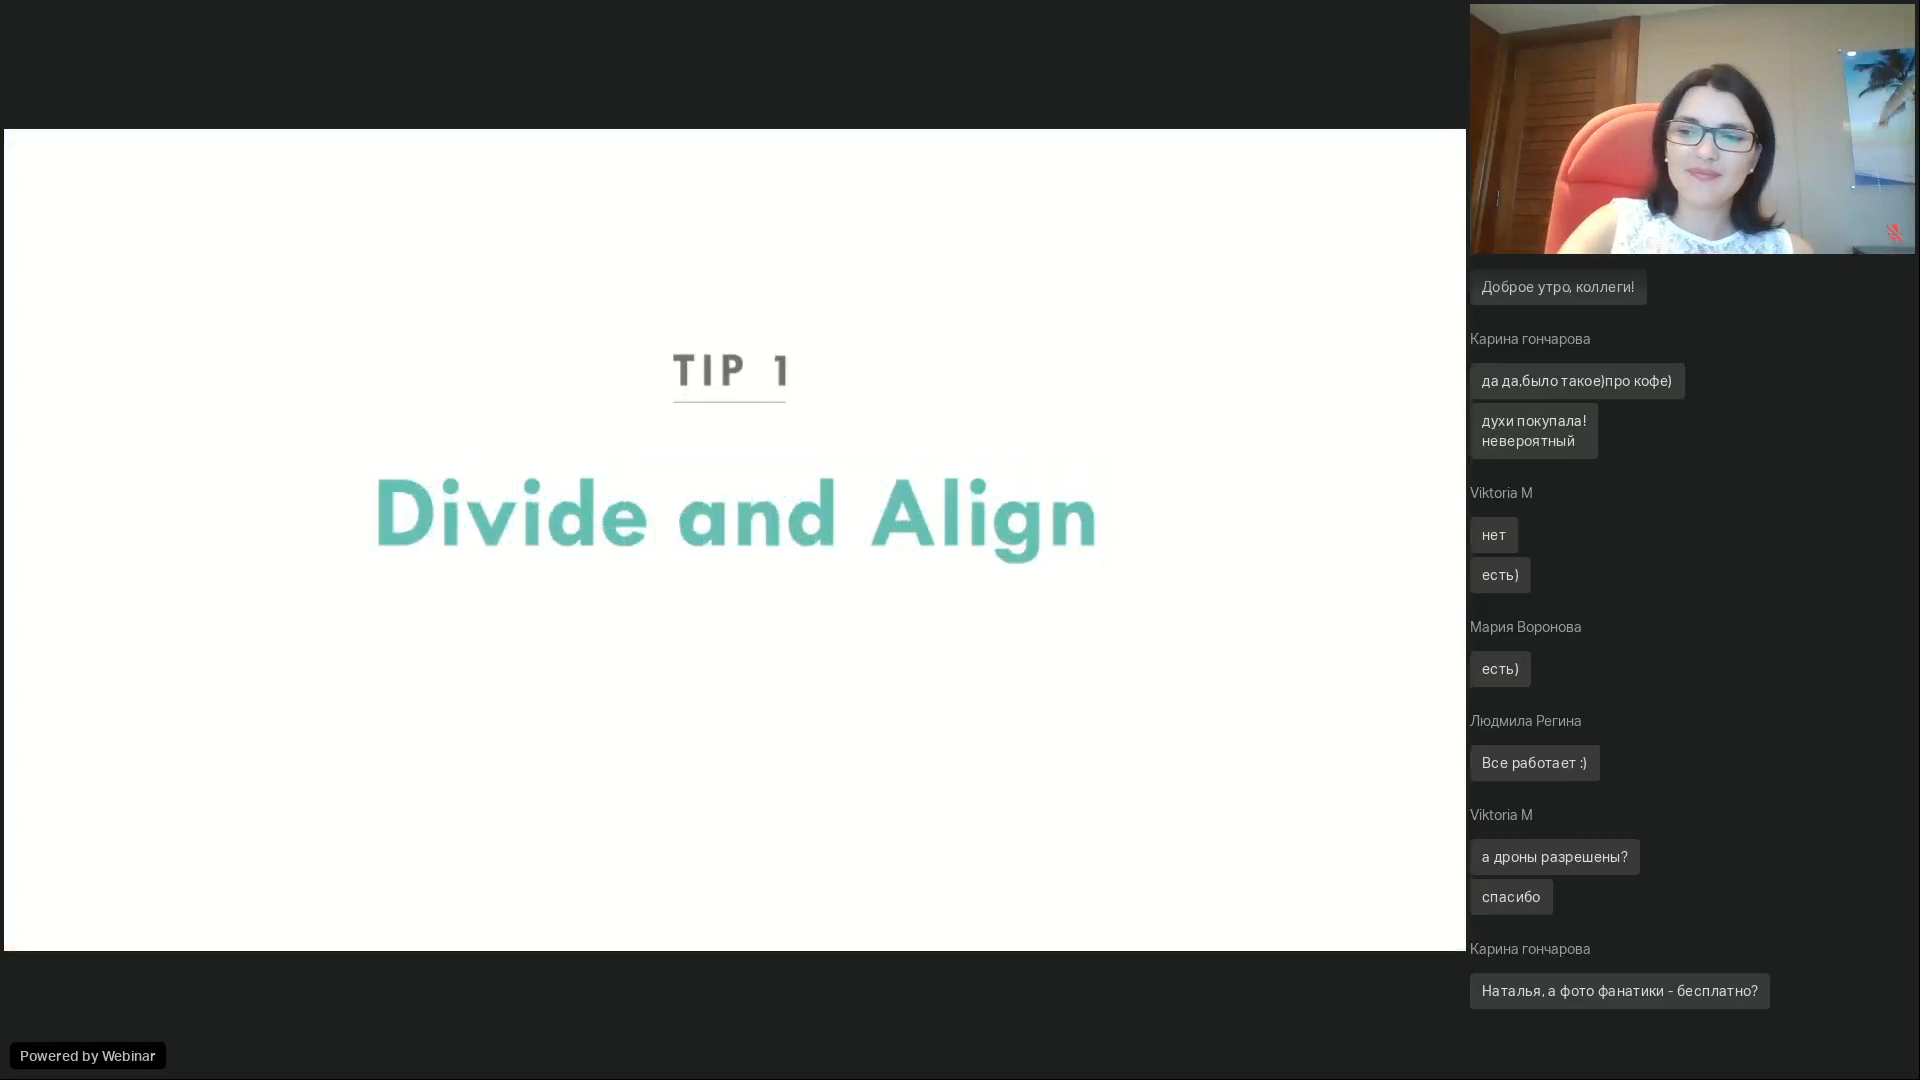 TIP 1
Divide and Align
Доброе утро, коллеги!
Карина гончарова
да да,было такое)про кофе)
духи покупала!
невероятный
Viktoria M
нет
есть)
Мария Воронова
есть)
Людмила Регина
Все работает :)
Viktoria M
а дроны разрешены?
спасибо
Карина гончарова
Наталья, а фото фанатики - бесплатно?
Powered by Webinar